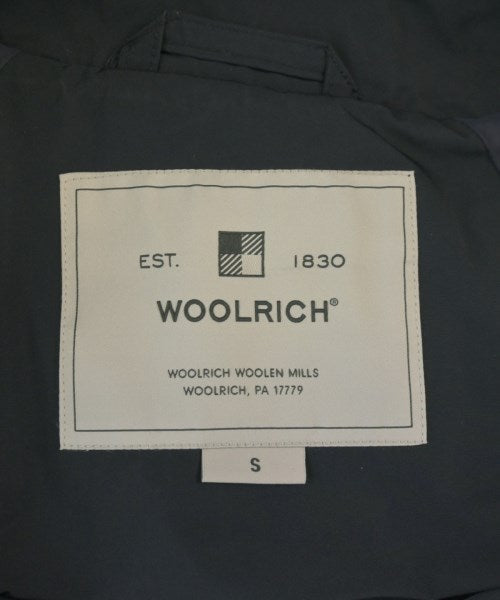 EST. 1830
WOOLRICH®
WOOLRICH WOOLEN MILLS
WOOLRICH, PA 17779
S